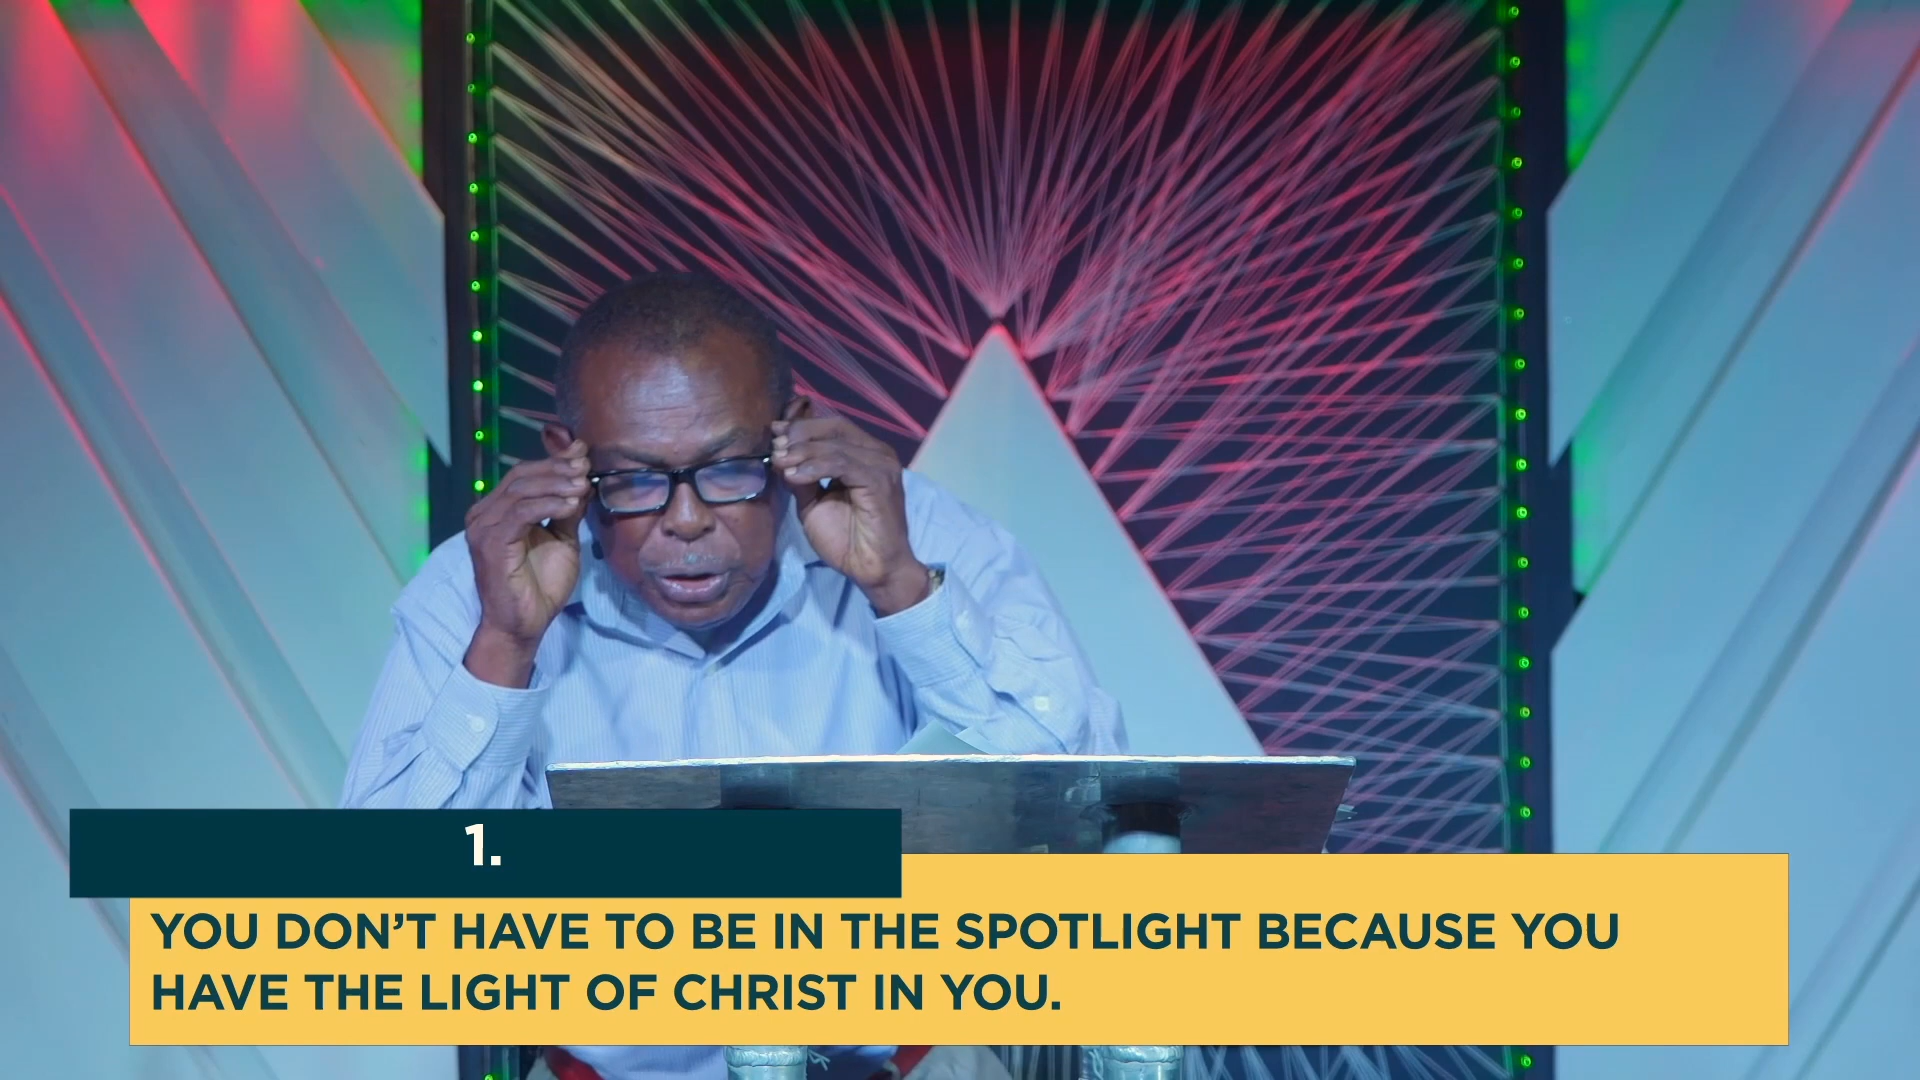 1.
YOU DON’T HAVE TO BE IN THE SPOTLIGHT BECAUSE YOU
HAVE THE LIGHT OF CHRIST IN YOU.